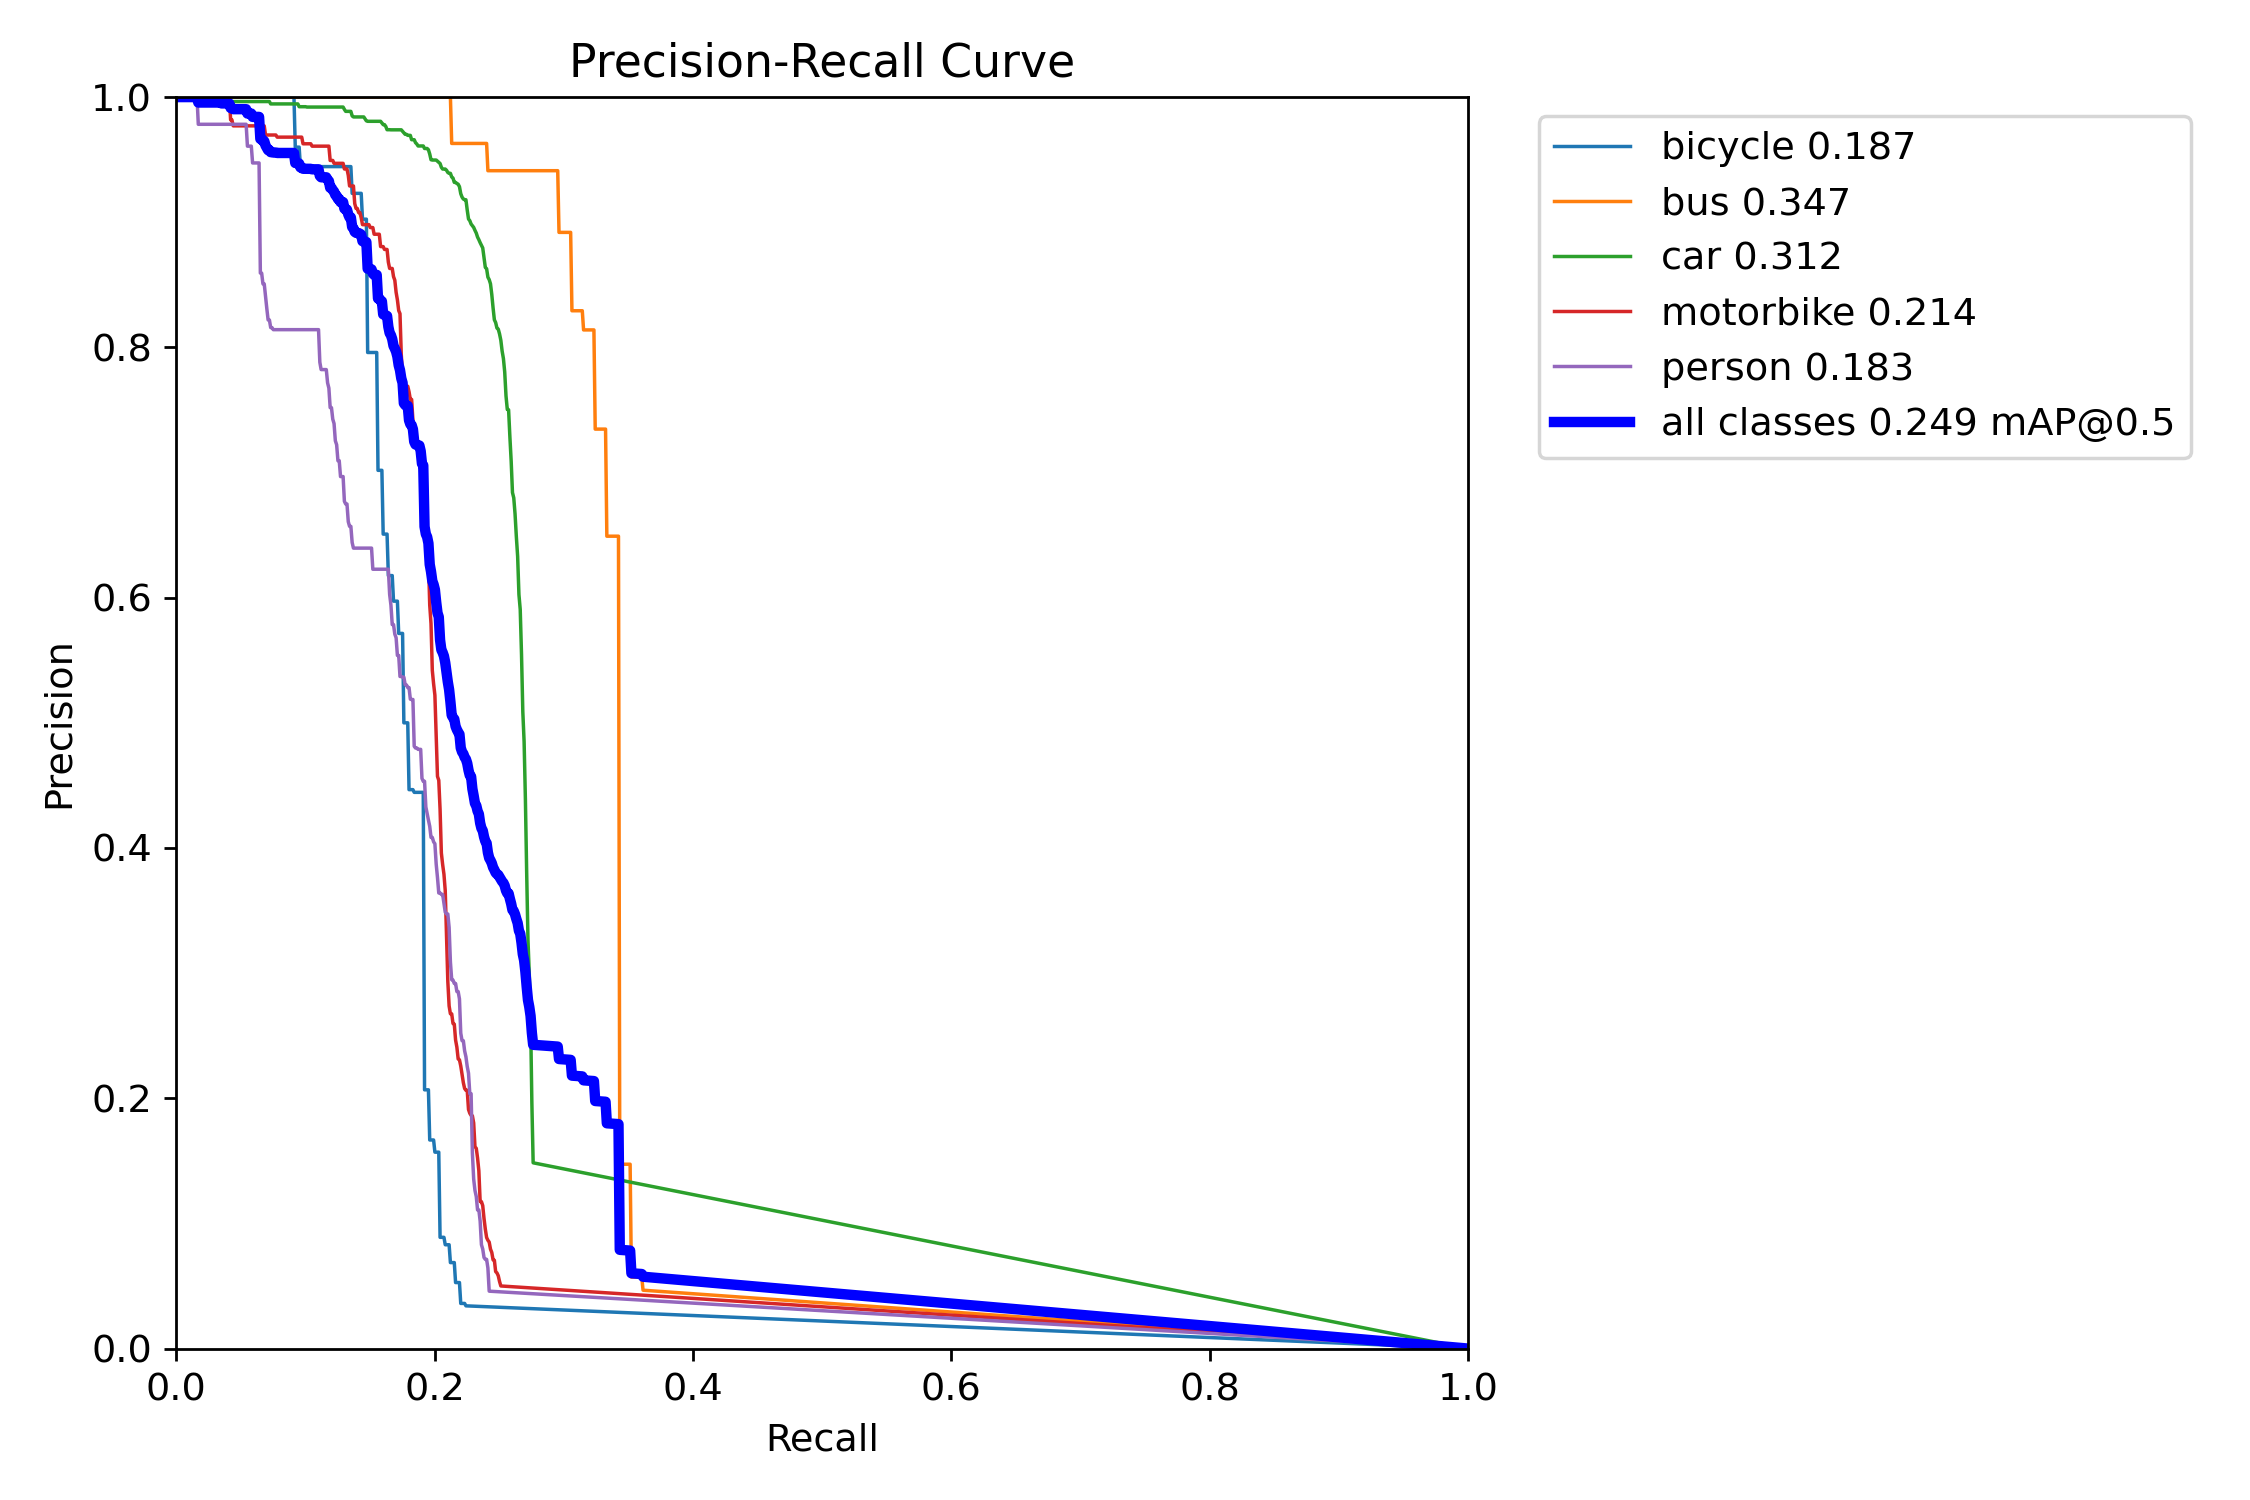 Precision-Recall Curve
1.0
0.8
0.6
0.4
0.2
0.0
Precision
0.0 0.2 0.4 0.6 0.8 1.0
Recall
bicycle 0.187
bus 0.347
car 0.312
motorbike 0.214
person 0.183
all classes 0.249 mAP@0.5